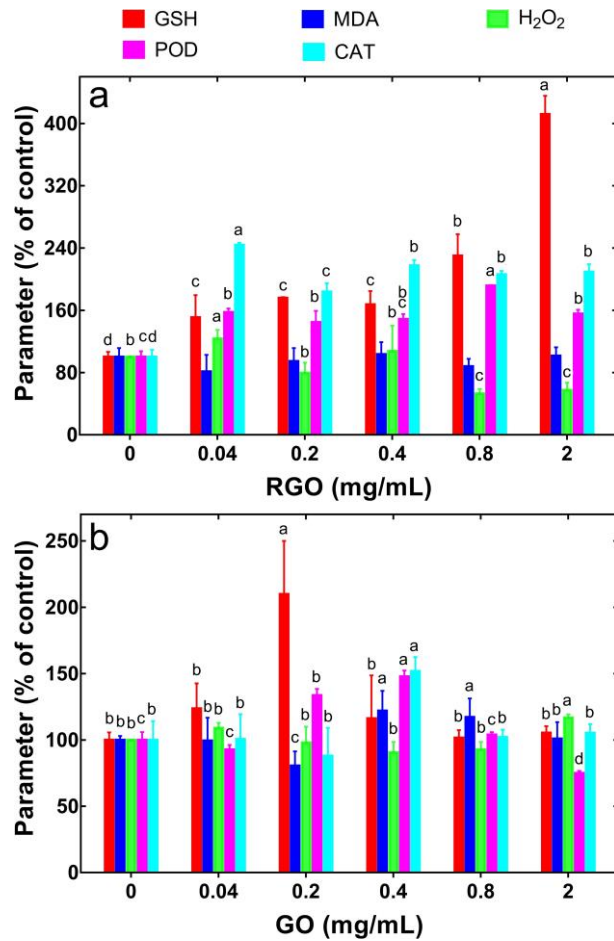 GSH MDA H₂O₂
POD CAT
a
Parameter (% of control)
400
320
240
160
80
0
d b c d
c a b a
c b b c
c b b c b
b c a b
a c b b
0 0.04 0.2 0.4 0.8 2
RGO (mg/mL)
b
Parameter (% of control)
250
200
150
100
50
0
b b b c b
b b b c b
a c b b b
b a b a a
b a b c b
b b a d b
0 0.04 0.2 0.4 0.8 2
GO (mg/mL)